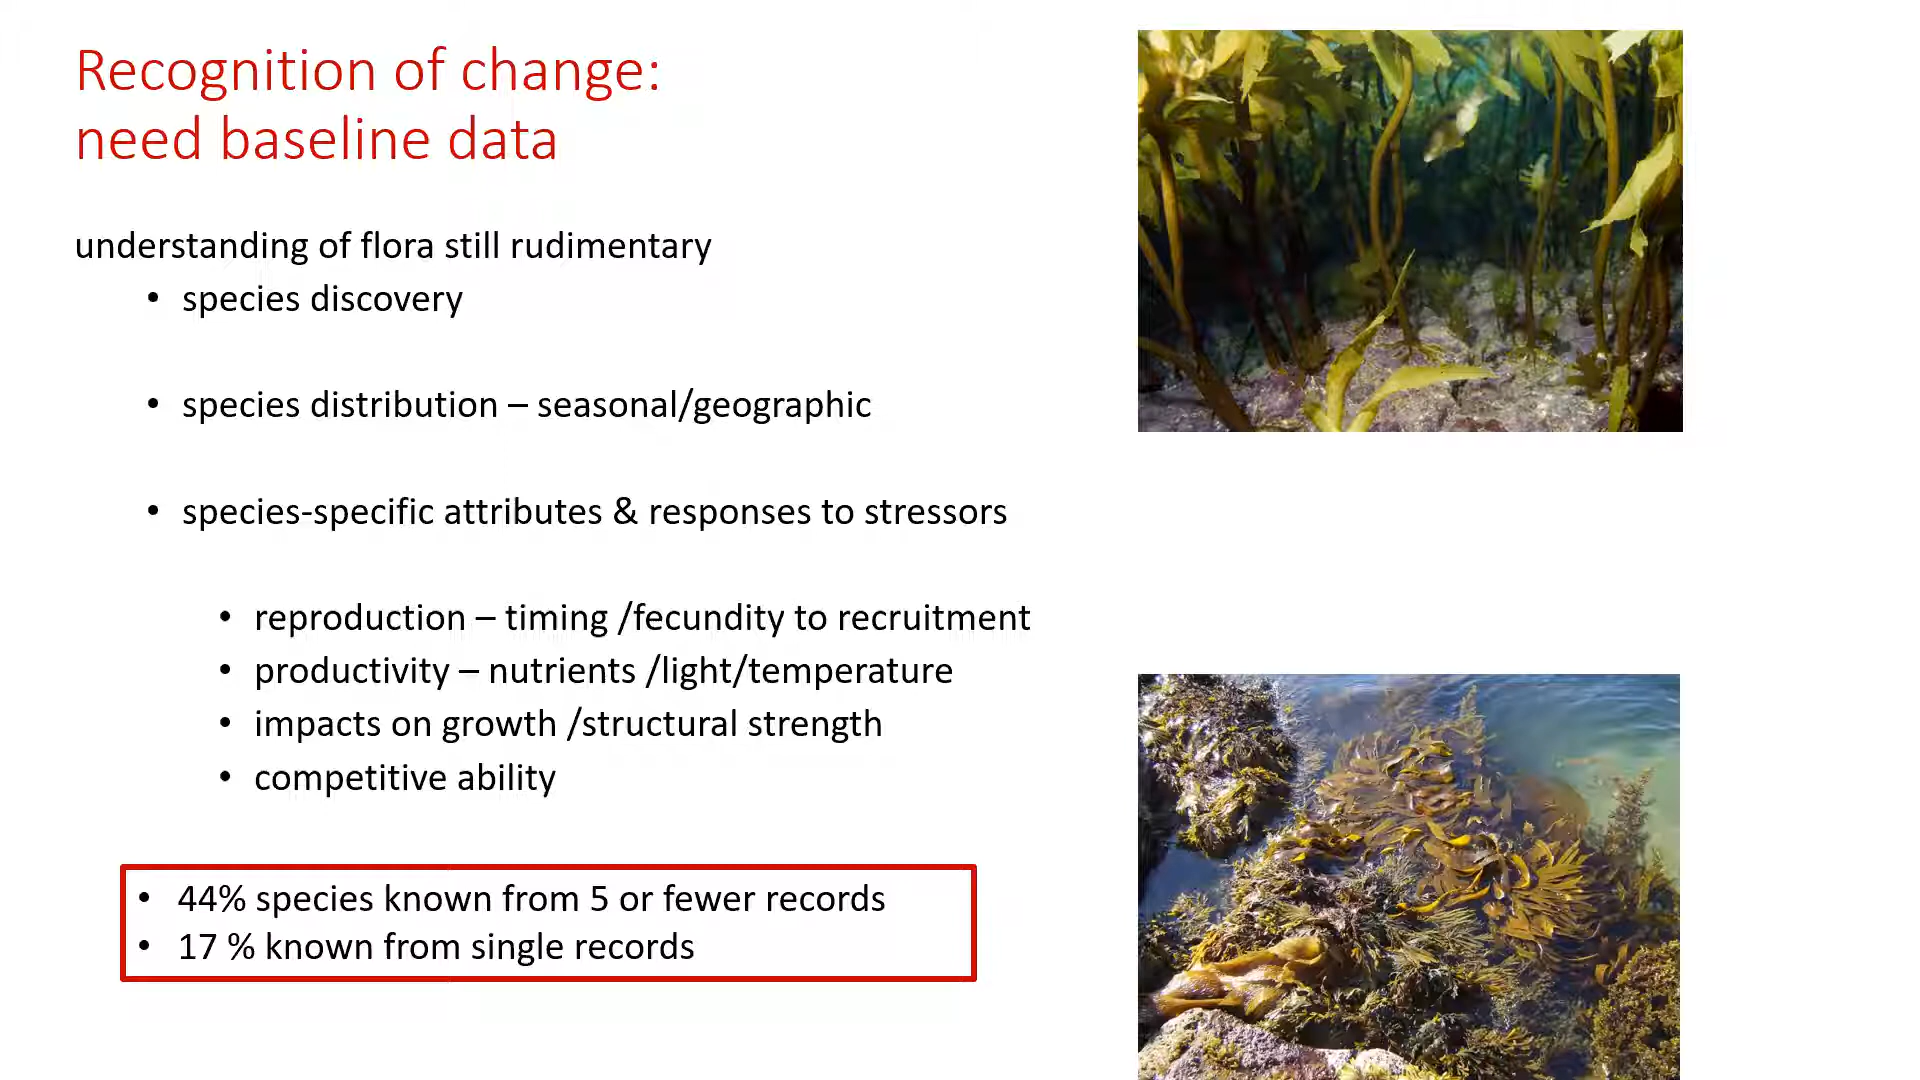 Recognition of change:
need baseline data
understanding of flora still rudimentary
• species discovery
• species distribution – seasonal/geographic
• species-specific attributes & responses to stressors
• reproduction – timing /fecundity to recruitment
• productivity – nutrients /light/temperature
• impacts on growth /structural strength
• competitive ability
• 44% species known from 5 or fewer records
• 17 % known from single records